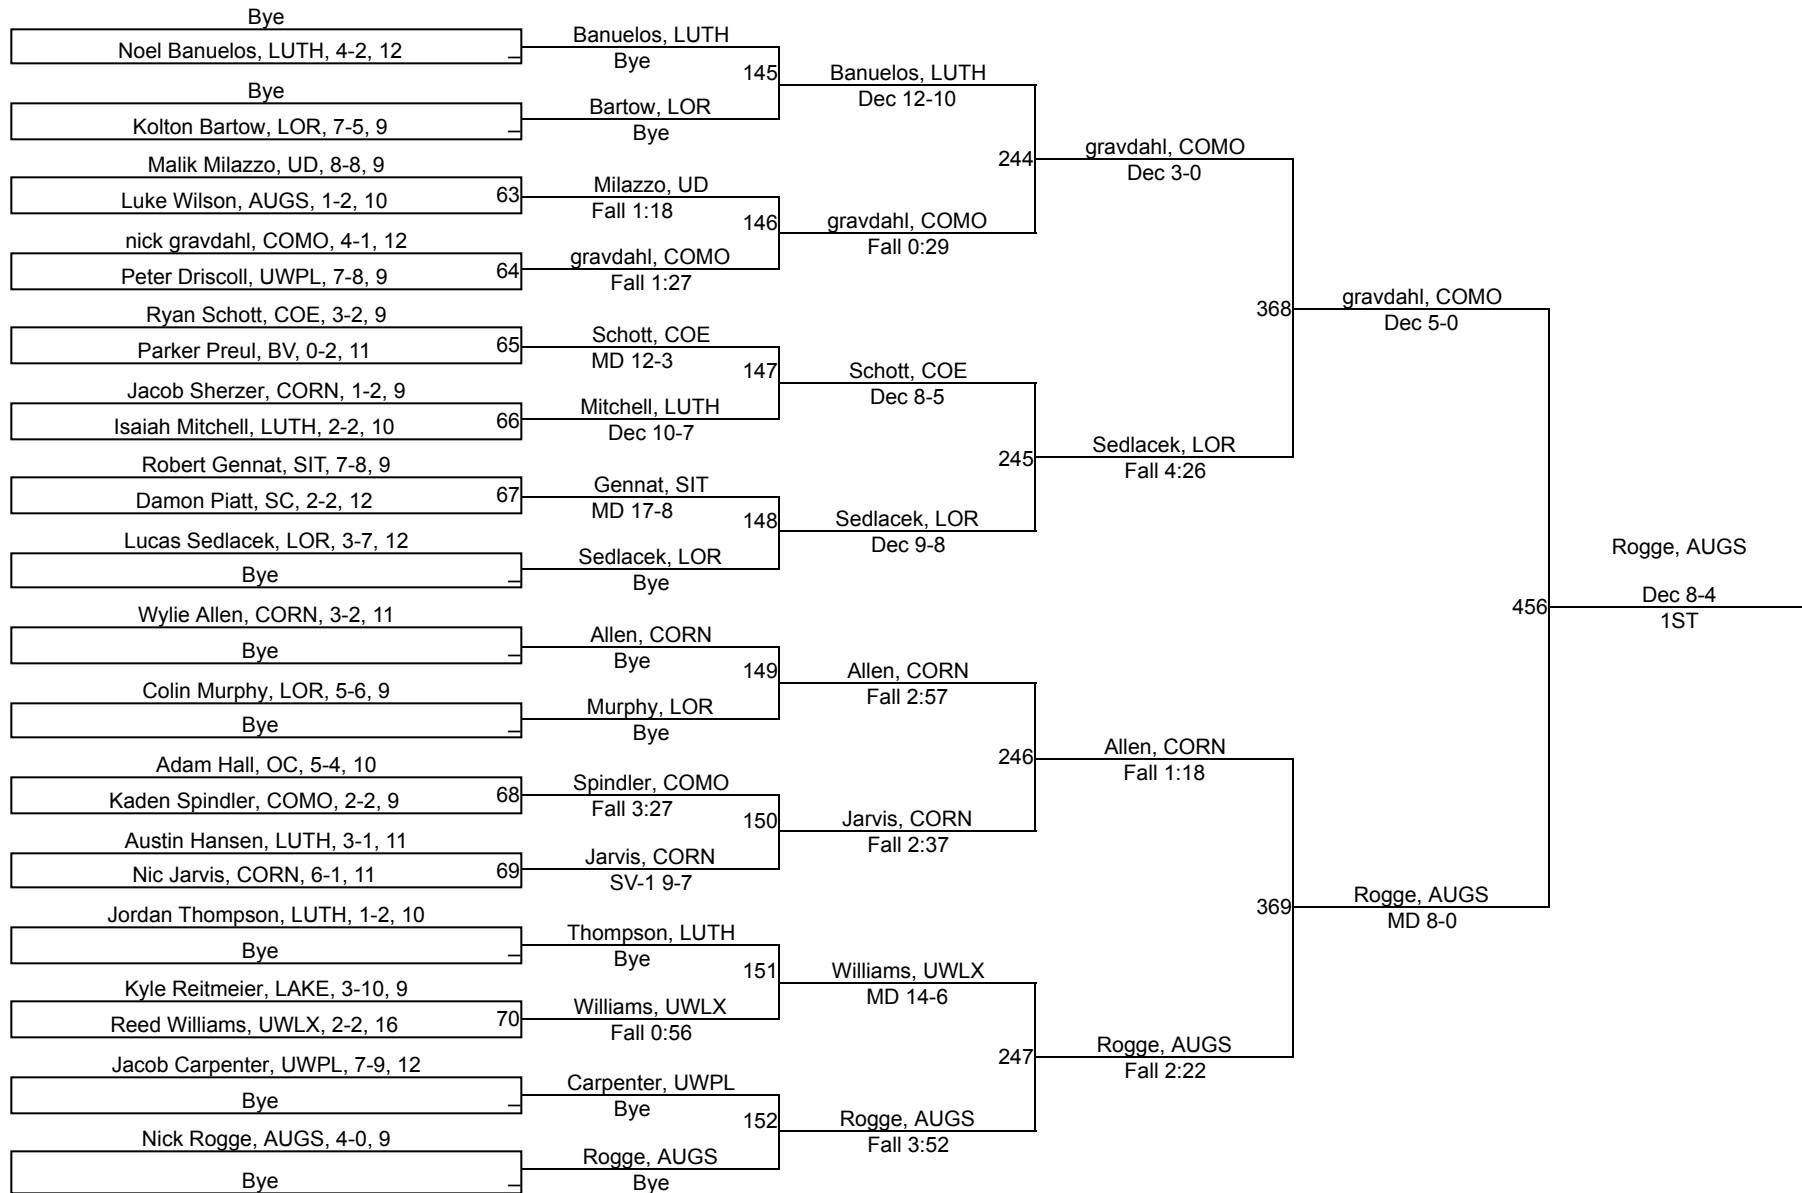 Bye
Noel Banuelos, LUTH, 4-2, 12
Bye
Kolton Bartow, LOR, 7-5, 9
Malik Milazzo, UD, 8-8, 9
Luke Wilson, AUGS, 1-2, 10
63
nick gravdahl, COMO, 4-1, 12
Peter Driscoll, UWPL, 7-8, 9
64
Ryan Schott, COE, 3-2, 9
Parker Preul, BV, 0-2, 11
65
Jacob Sherzer, CORN, 1-2, 9
Isaiah Mitchell, LUTH, 2-2, 10
66
Robert Gennat, SIT, 7-8, 9
Damon Piatt, SC, 2-2, 12
67
Lucas Sedlacek, LOR, 3-7, 12
Bye
Wylie Allen, CORN, 3-2, 11
Bye
Colin Murphy, LOR, 5-6, 9
Bye
Adam Hall, OC, 5-4, 10
Kaden Spindler, COMO, 2-2, 9
68
Austin Hansen, LUTH, 3-1, 11
Nic Jarvis, CORN, 6-1, 11
69
Jordan Thompson, LUTH, 1-2, 10
Bye
Kyle Reitmeier, LAKE, 3-10, 9
Reed Williams, UWLX, 2-2, 16
70
Jacob Carpenter, UWPL, 7-9, 12
Bye
Nick Rogge, AUGS, 4-0, 9
Bye
Banuelos, LUTH
Bye
145
Bartow, LOR
Bye
Milazzo, UD
Fall 1:18
146
gravdahl, COMO
Fall 1:27
Schott, COE
MD 12-3
147
Mitchell, LUTH
Dec 10-7
Gennat, SIT
MD 17-8
148
Sedlacek, LOR
Bye
Allen, CORN
Bye
149
Murphy, LOR
Bye
Spindler, COMO
Fall 3:27
150
Jarvis, CORN
SV-1 9-7
Thompson, LUTH
Bye
151
Williams, UWLX
Fall 0:56
Carpenter, UWPL
Bye
152
Rogge, AUGS
Bye
Banuelos, LUTH
Dec 12-10
244
gravdahl, COMO
Fall 0:29
Schott, COE
Dec 8-5
245
Sedlacek, LOR
Dec 9-8
Allen, CORN
Fall 2:57
246
Jarvis, CORN
Fall 2:37
Williams, UWLX
MD 14-6
247
Rogge, AUGS
Fall 3:52
gravdahl, COMO
Dec 3-0
368
Sedlacek, LOR
Fall 4:26
Allen, CORN
Fall 1:18
369
Rogge, AUGS
Fall 2:22
gravdahl, COMO
Dec 5-0
456
Rogge, AUGS
MD 8-0
Rogge, AUGS
Dec 8-4
1ST